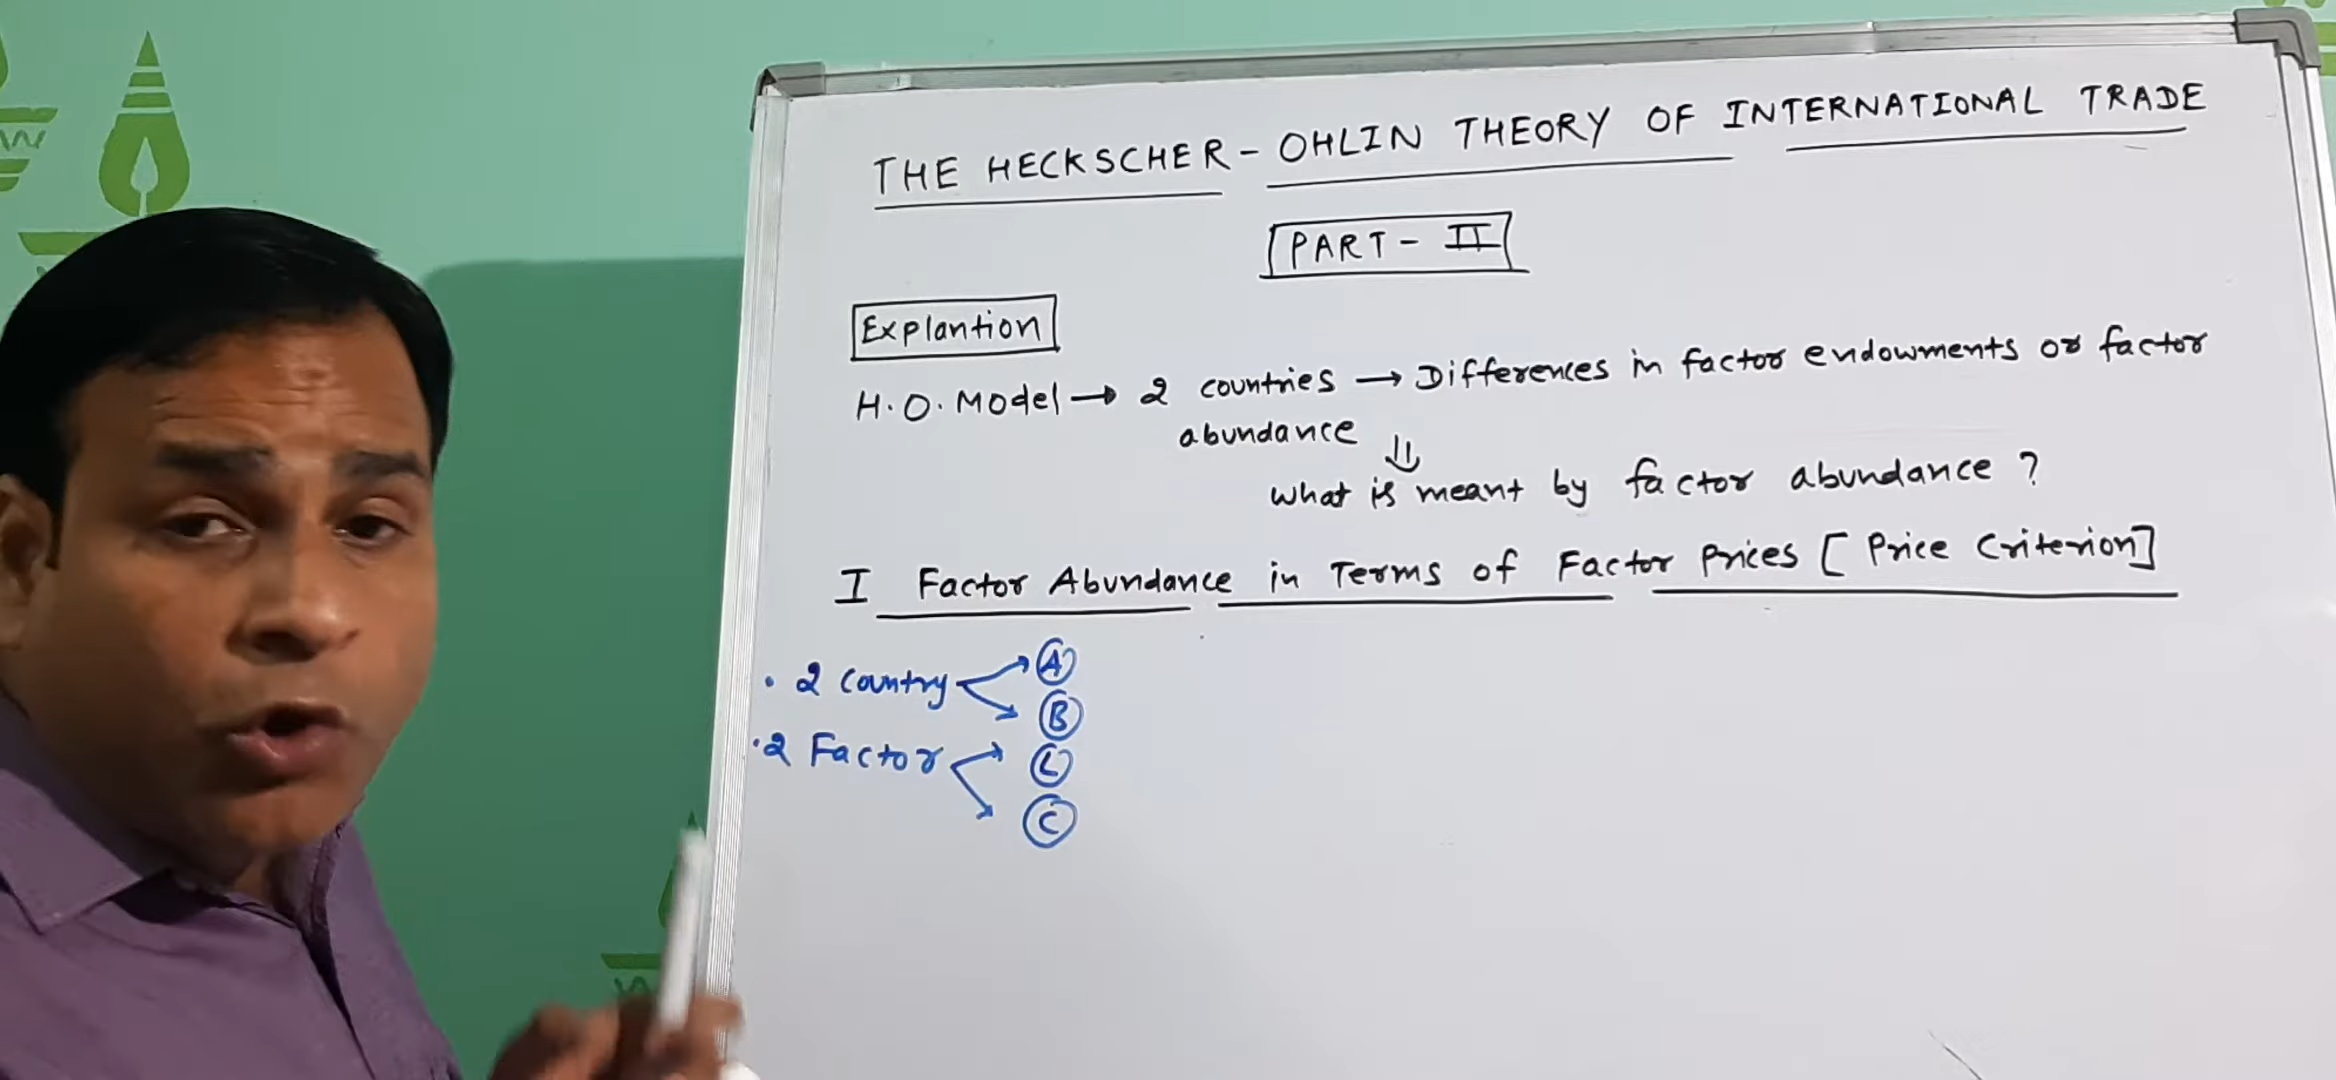 THE HECKSCHER - OHLIN THEORY OF INTERNATIONAL TRADE
PART - II
Explantion
H.O. Model → 2 countries → Differences in factor endowments or factor
abundance ⇓
what is meant by factor abundance ?
I Factor Abundance in Terms of Factor Prices [ Price Criterion ]
• 2 Country
A
B
• 2 Factor
L
C